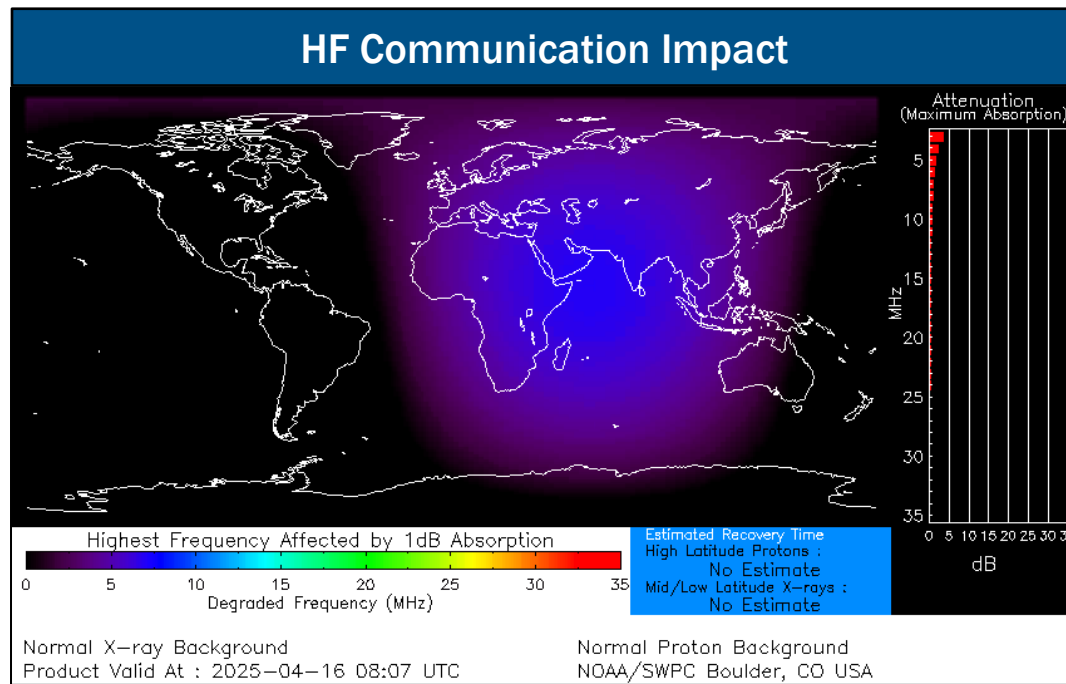 HF Communication Impact
Attenuation
(Maximum Absorption)
5
10
15
20
25
30
35
MHz
0 5 10 15 20 25 30 3
dB
Highest Frequency Affected by 1dB Absorption
0 5 10 15 20 25 30 35
Degraded Frequency (MHz)
Estimated Recovery Time
High Latitude Protons :
No Estimate
Mid/Low Latitude X-rays :
No Estimate
Normal X-ray Background
Product Valid At : 2025-04-16 08:07 UTC
Normal Proton Background
NOAA/SWPC Boulder, CO USA